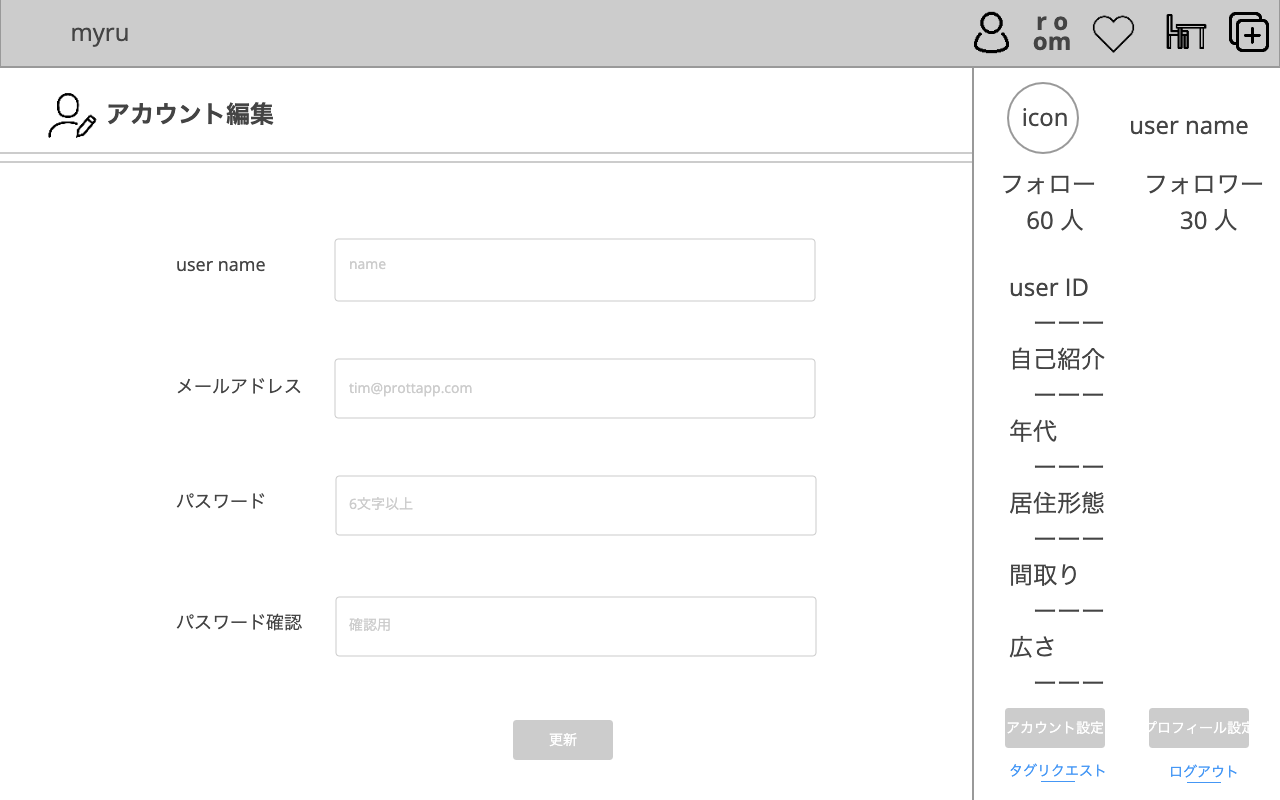 myru
r o
om
アカウント編集
user name
name
メールアドレス
tim@prottapp.com
パスワード
6文字以上
パスワード確認
確認用
更新
icon
user name
フォロー フォロワー
60 人 30 人
user ID
ーーー
自己紹介
ーーー
年代
ーーー
居住形態
ーーー
間取り
ーーー
広さ
ーーー
アカウント設定 プロフィール設定
タグリクエスト ログアウト